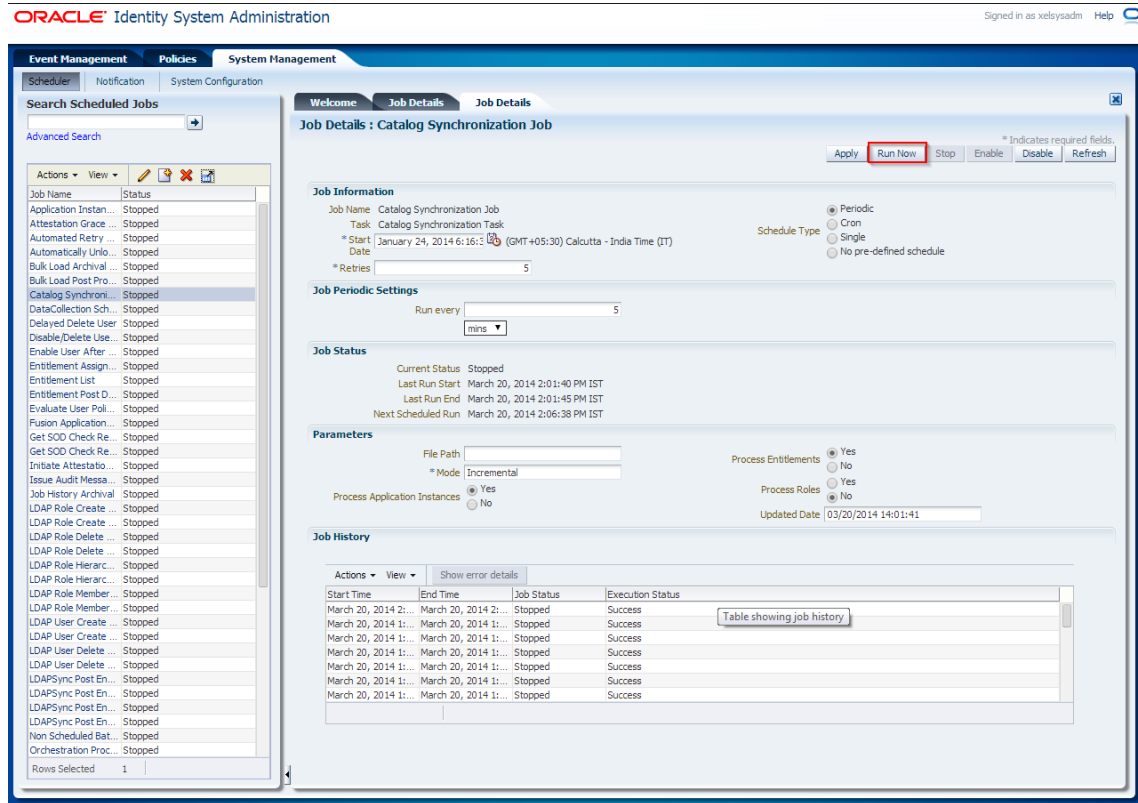 ORACLE Identity System Administration
Signed in as xelsysadm Help
Event Management Policies System Management
Scheduler Notification System Configuration
Search Scheduled Jobs
Advanced Search
Actions View
Job Name Status
Application Instan... Stopped
Attestation Grace ... Stopped
Automated Retry ... Stopped
Automatically Unlo... Stopped
Bulk Load Archival ... Stopped
Bulk Load Post Pro... Stopped
Catalog Synchroni... Stopped
DataCollection Sch... Stopped
Delayed Delete User Stopped
Disable/Delete Use... Stopped
Enable User After ... Stopped
Entitlement Assign... Stopped
Entitlement List Stopped
Entitlement Post D... Stopped
Evaluate User Poli... Stopped
Fusion Application... Stopped
Get SOD Check Re... Stopped
Get SOD Check Re... Stopped
Initiate Attestatio... Stopped
Issue Audit Messa... Stopped
Job History Archival Stopped
LDAP Role Create ... Stopped
LDAP Role Create ... Stopped
LDAP Role Delete ... Stopped
LDAP Role Delete ... Stopped
LDAP Role Hierarc... Stopped
LDAP Role Hierarc... Stopped
LDAP Role Member... Stopped
LDAP Role Member... Stopped
LDAP User Create ... Stopped
LDAP User Create ... Stopped
LDAP User Delete ... Stopped
LDAP User Delete ... Stopped
LDAPSync Post En... Stopped
LDAPSync Post En... Stopped
LDAPSync Post En... Stopped
LDAPSync Post En... Stopped
Non Scheduled Bat... Stopped
Orchestration Proc... Stopped
Rows Selected 1
Welcome Job Details Job Details
Job Details : Catalog Synchronization Job
* Indicates required fields.
Apply Run Now Stop Enable Disable Refresh
Job Information
Job Name Catalog Synchronization Job
Task Catalog Synchronization Task
* Start Date January 24, 2014 6:16:3 (GMT+05:30) Calcutta - India Time (IT)
* Retries 5
Schedule Type
Periodic
Cron
Single
No pre-defined schedule
Job Periodic Settings
Run every 5
mins
Job Status
Current Status Stopped
Last Run Start March 20, 2014 2:01:40 PM IST
Last Run End March 20, 2014 2:01:45 PM IST
Next Scheduled Run March 20, 2014 2:06:38 PM IST
Parameters
File Path
* Mode Incremental
Process Application Instances Yes
No
Process Entitlements Yes
No
Process Roles Yes
No
Updated Date 03/20/2014 14:01:41
Job History
Actions View Show error details
Start Time End Time Job Status Execution Status
March 20, 2014 2:... March 20, 2014 2:... Stopped Success
March 20, 2014 1:... March 20, 2014 1:... Stopped Success
March 20, 2014 1:... March 20, 2014 1:... Stopped Success
March 20, 2014 1:... March 20, 2014 1:... Stopped Success
March 20, 2014 1:... March 20, 2014 1:... Stopped Success
March 20, 2014 1:... March 20, 2014 1:... Stopped Success
March 20, 2014 1:... March 20, 2014 1:... Stopped Success
Table showing job history